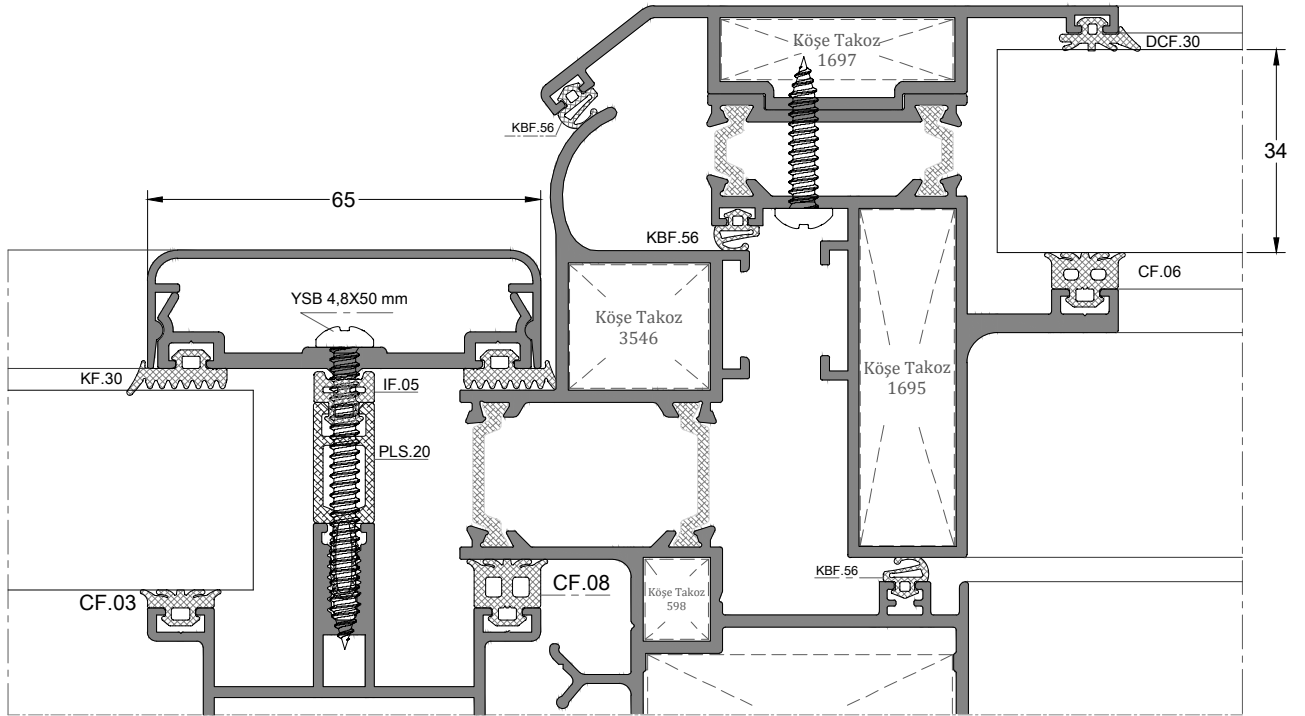 Köşe Takoz
1697
DCF.30
KBF.56
34
65
KBF.56
CF.06
YSB 4,8X50 mm
Köşe Takoz
3546
Köşe Takoz
1695
KF.30
IF.05
PLS.20
CF.03
CF.08
Köşe Takoz
598
KBF.56